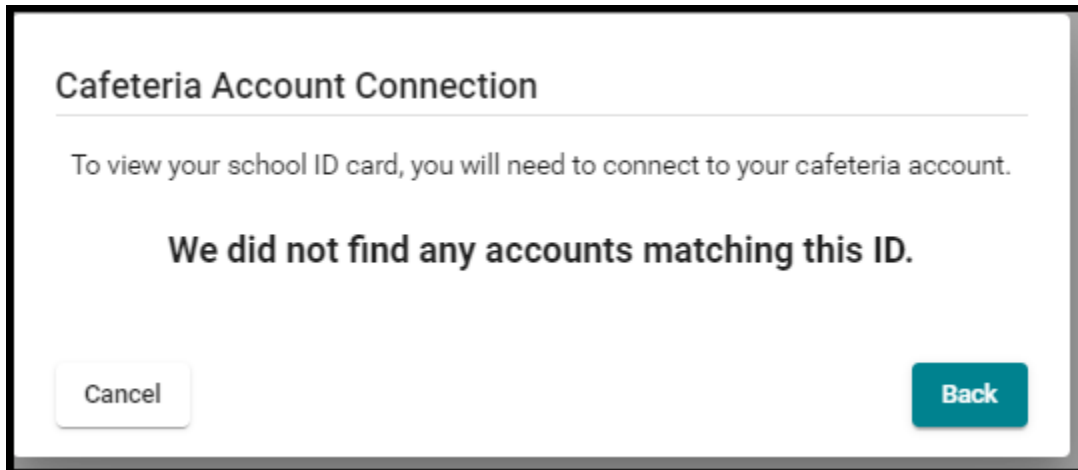 Cafeteria Account Connection
To view your school ID card, you will need to connect to your cafeteria account.
We did not find any accounts matching this ID.
Cancel
Back